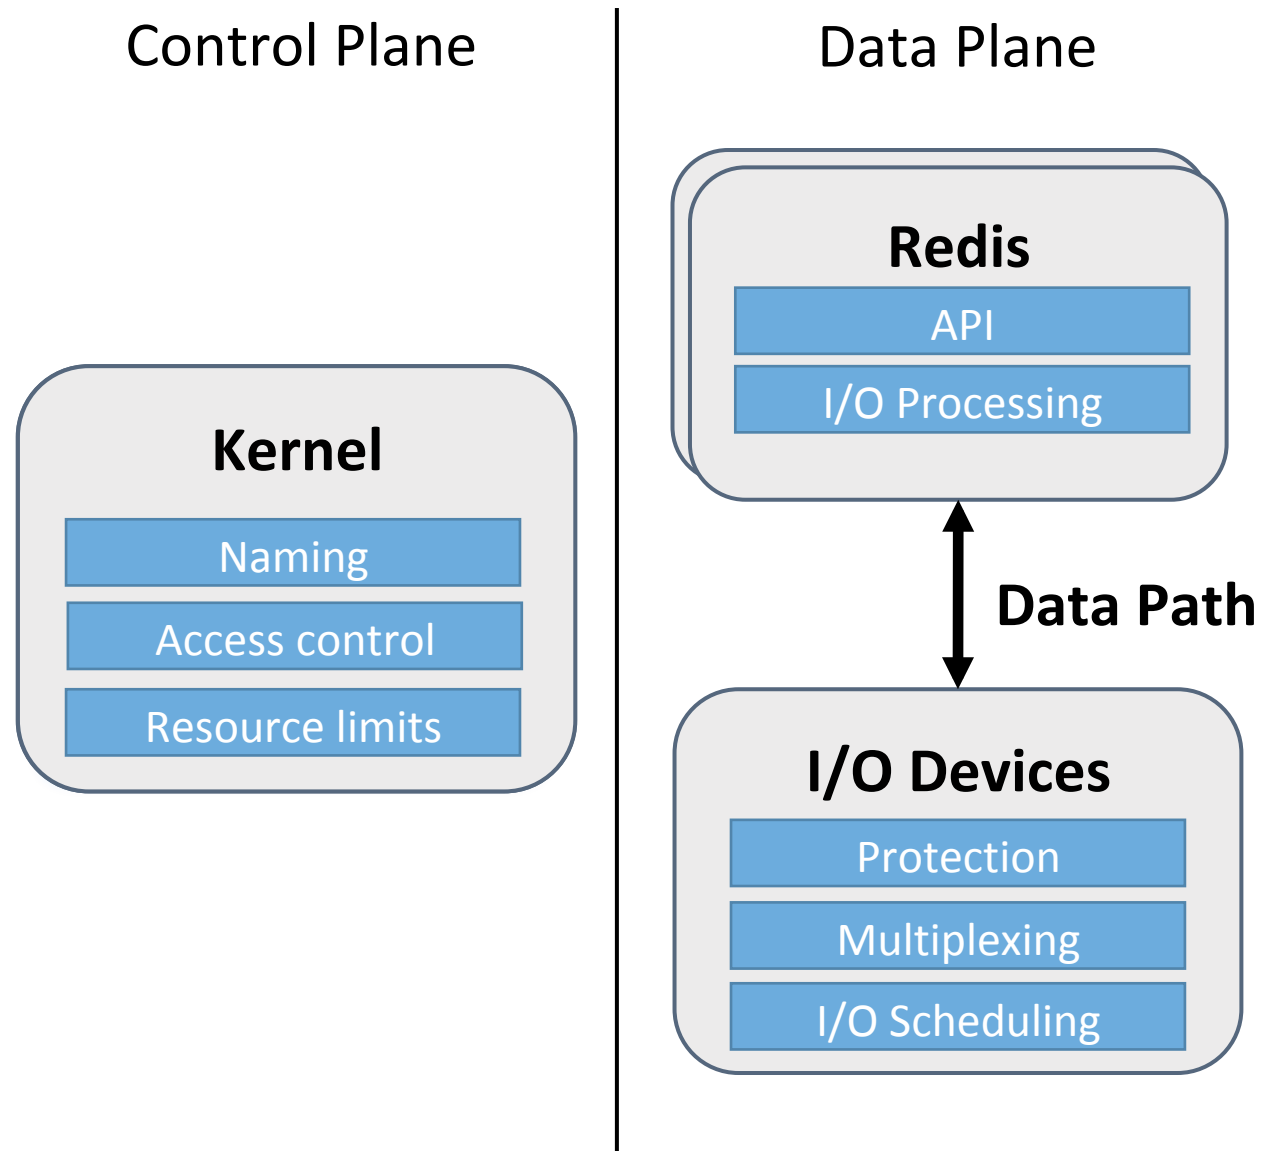 Control Plane
Data Plane
Kernel
Naming
Access control
Resource limits
Redis
API
I/O Processing
Data Path
I/O Devices
Protection
Multiplexing
I/O Scheduling